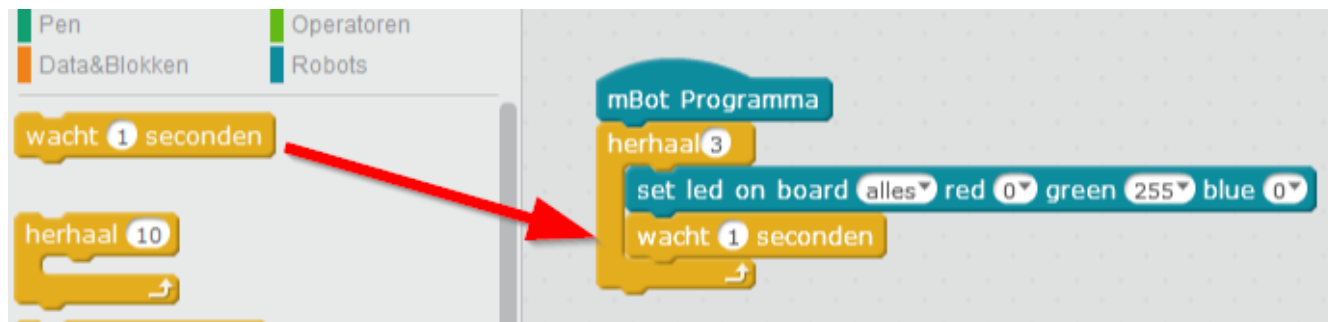 Pen
Operatoren
Data&Blokken
Robots
wacht 1 seconden
herhaal 10
mBot Programma
herhaal 3
set led on board alles red 0 green 255 blue 0
wacht 1 seconden